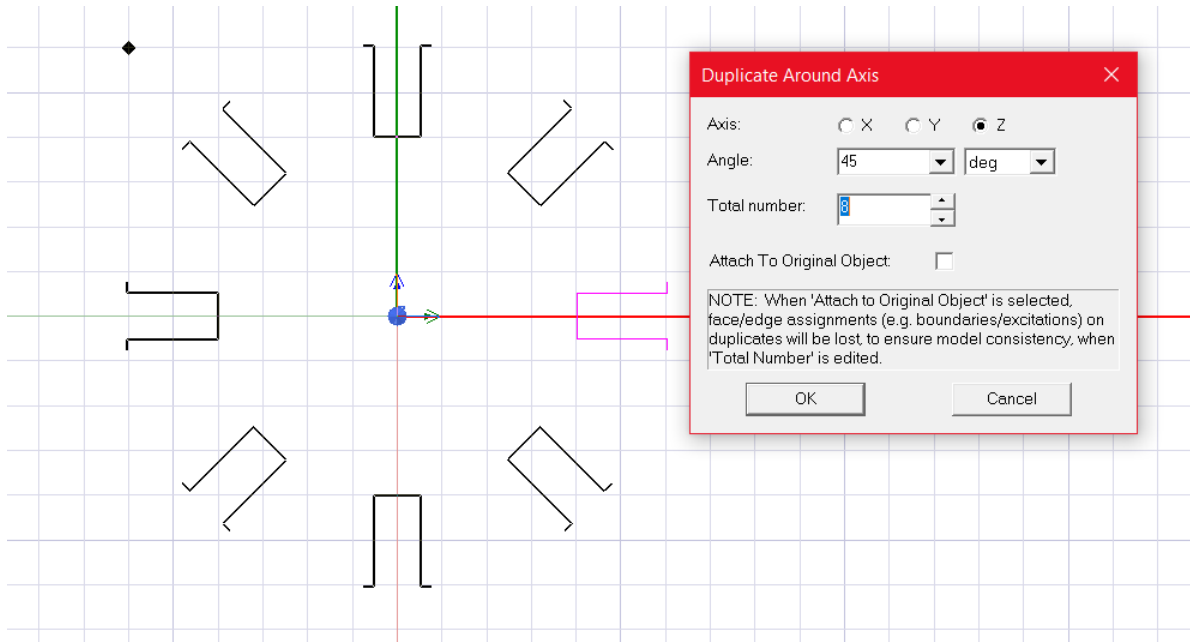 Duplicate Around Axis
Axis: X Y Z
Angle: 45 deg
Total number: 8
Attach To Original Object:
NOTE: When 'Attach to Original Object' is selected,
face/edge assignments (e.g. boundaries/excitations) on
duplicates will be lost, to ensure model consistency, when
'Total Number' is edited.
OK Cancel